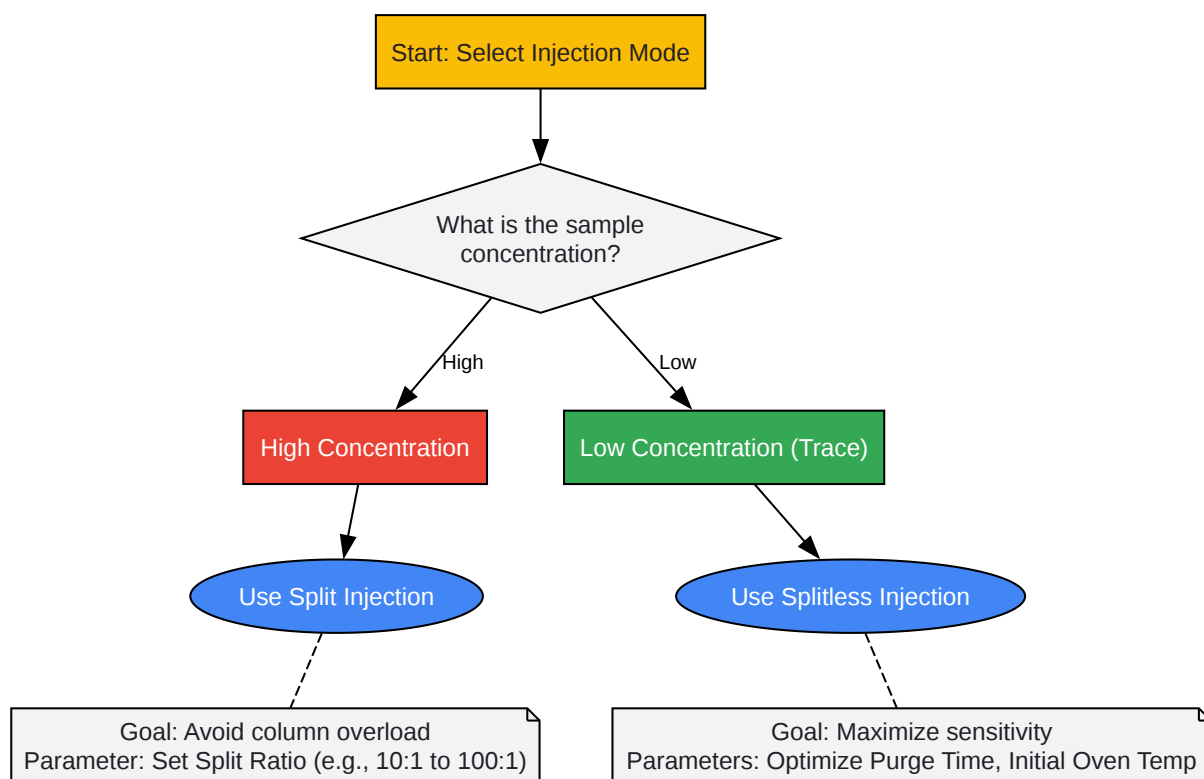 Start: Select Injection Mode
What is the sample
concentration?
High
Low
High Concentration
Low Concentration (Trace)
Use Split Injection
Use Splitless Injection
Goal: Avoid column overload
Parameter: Set Split Ratio (e.g., 10:1 to 100:1)
Goal: Maximize sensitivity
Parameters: Optimize Purge Time, Initial Oven Temp